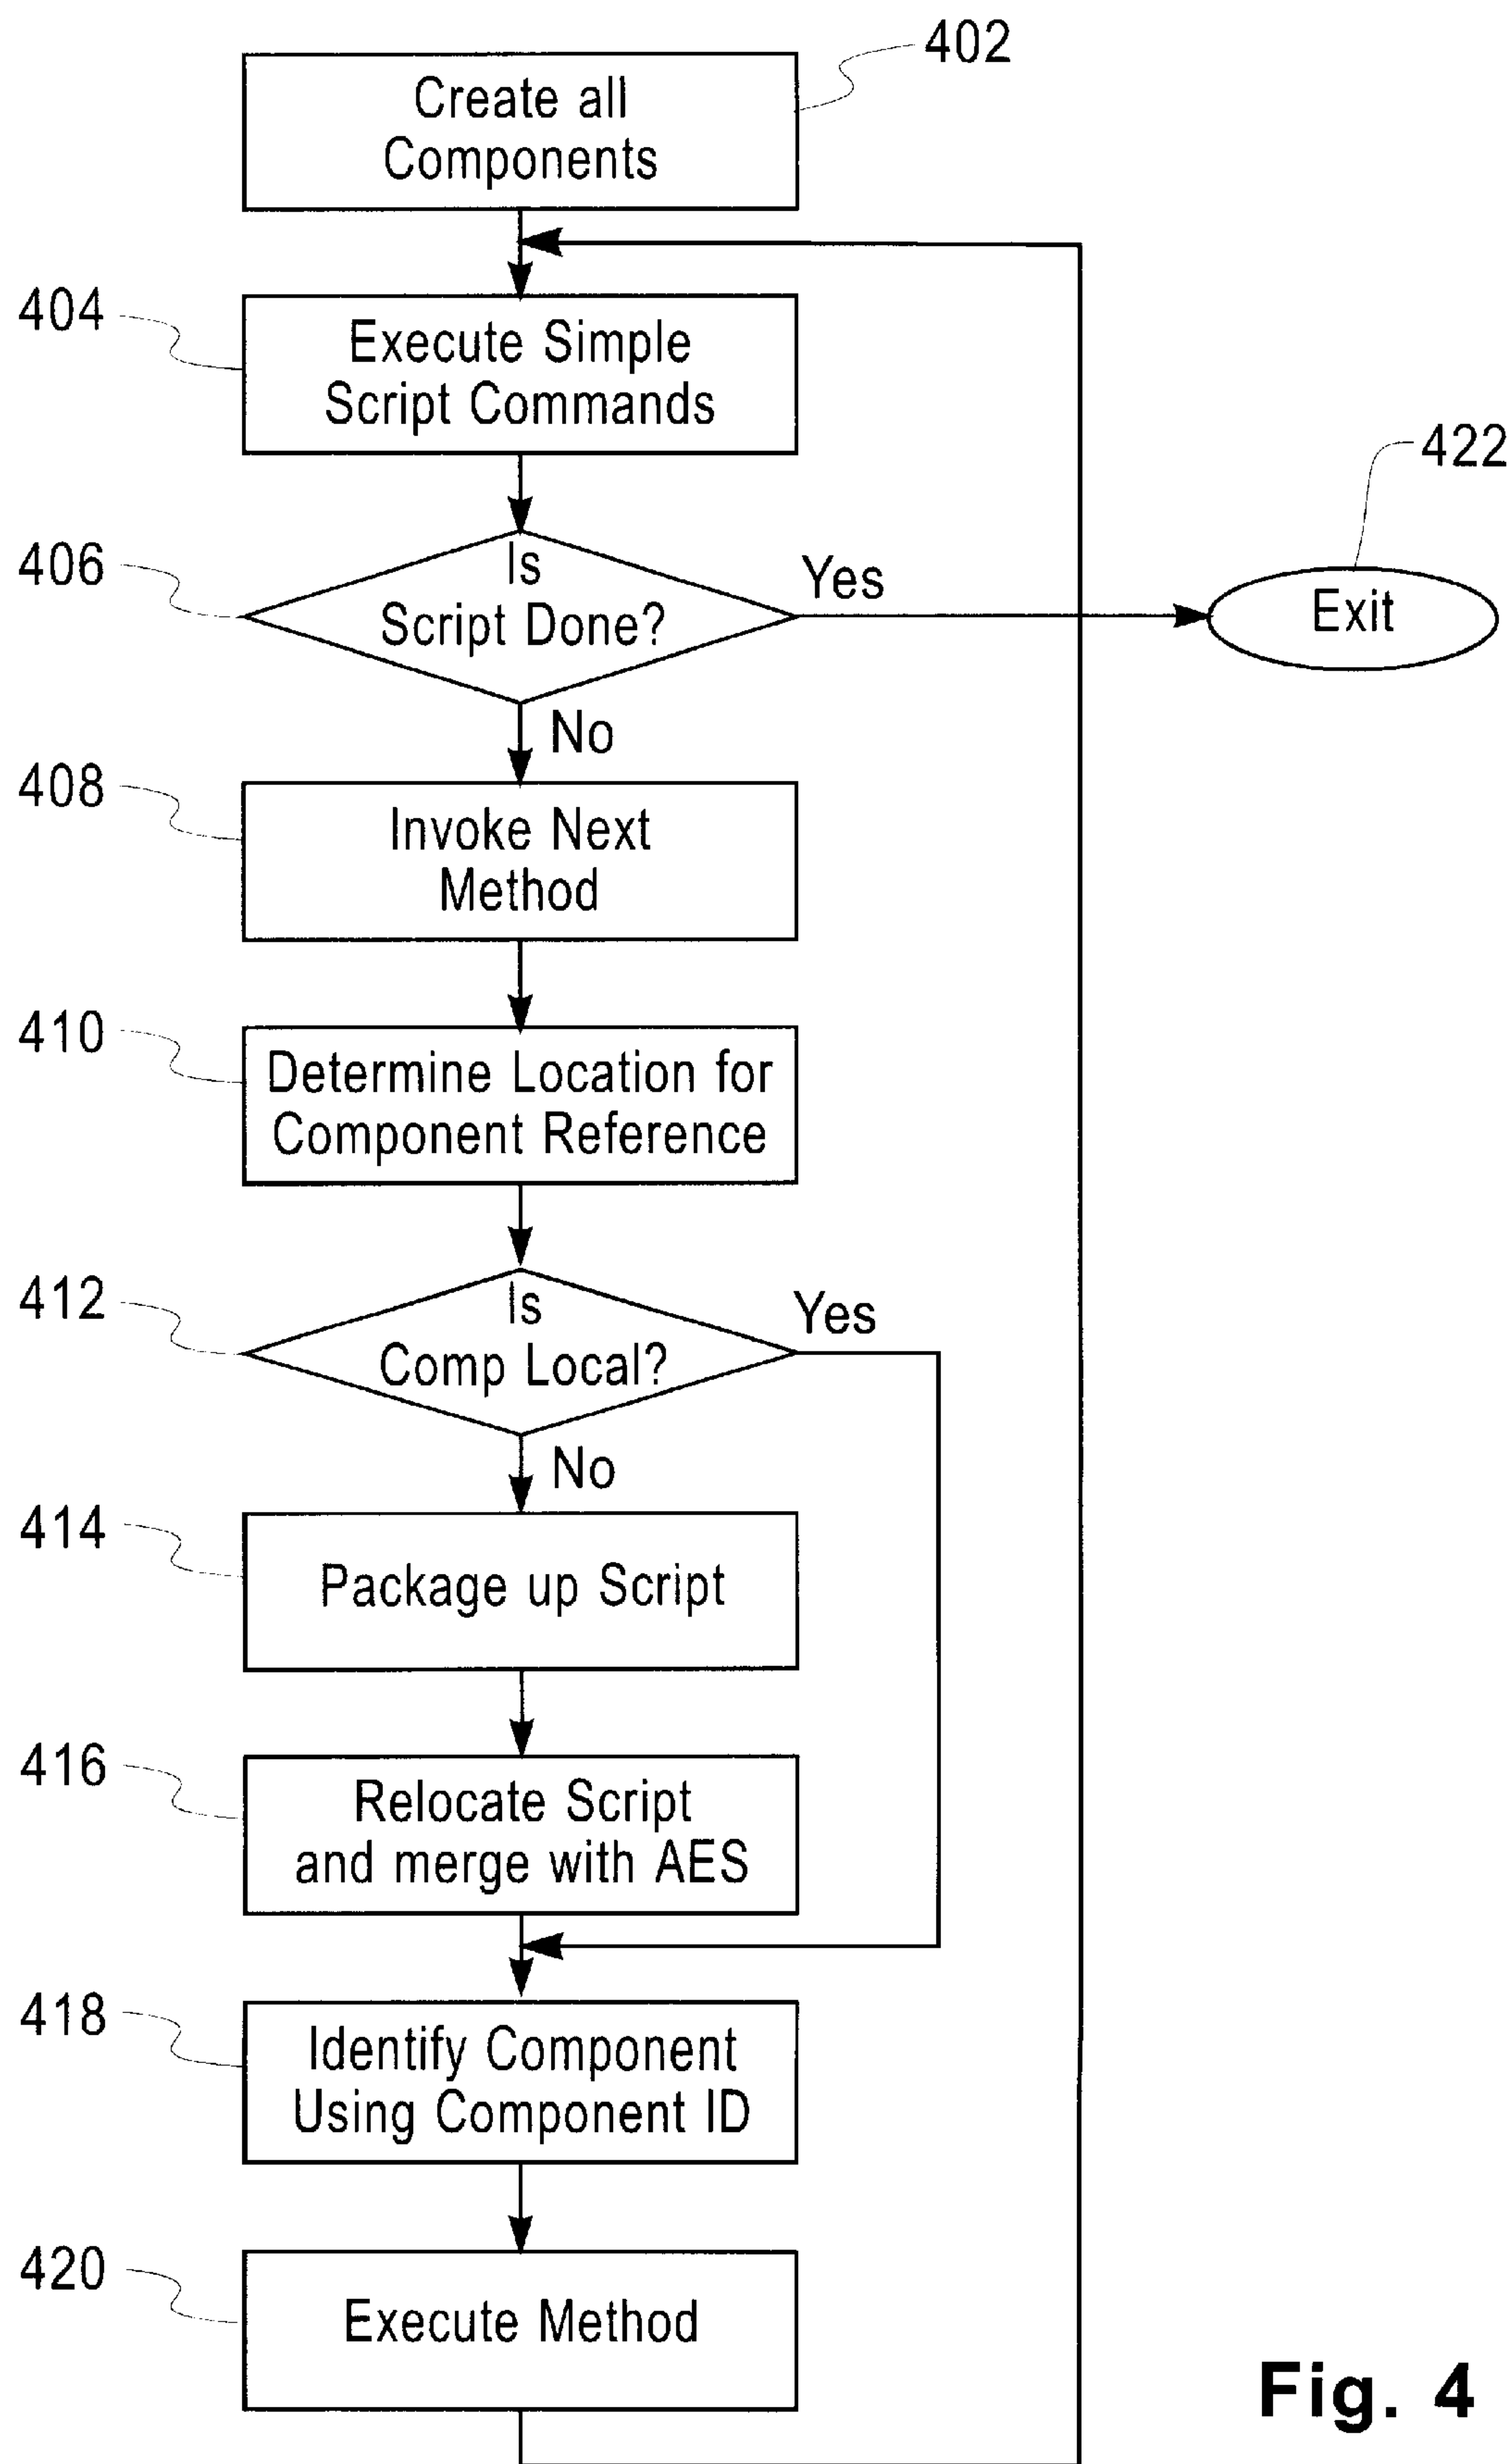 402
Create all
Components
404
Execute Simple
Script Commands
422
406
Is
Script Done?
Yes
Exit
No
408
Invoke Next
Method
410
Determine Location for
Component Reference
412
Is
Comp Local?
Yes
No
414
Package up Script
416
Relocate Script
and merge with AES
418
Identify Component
Using Component ID
420
Execute Method
Fig. 4